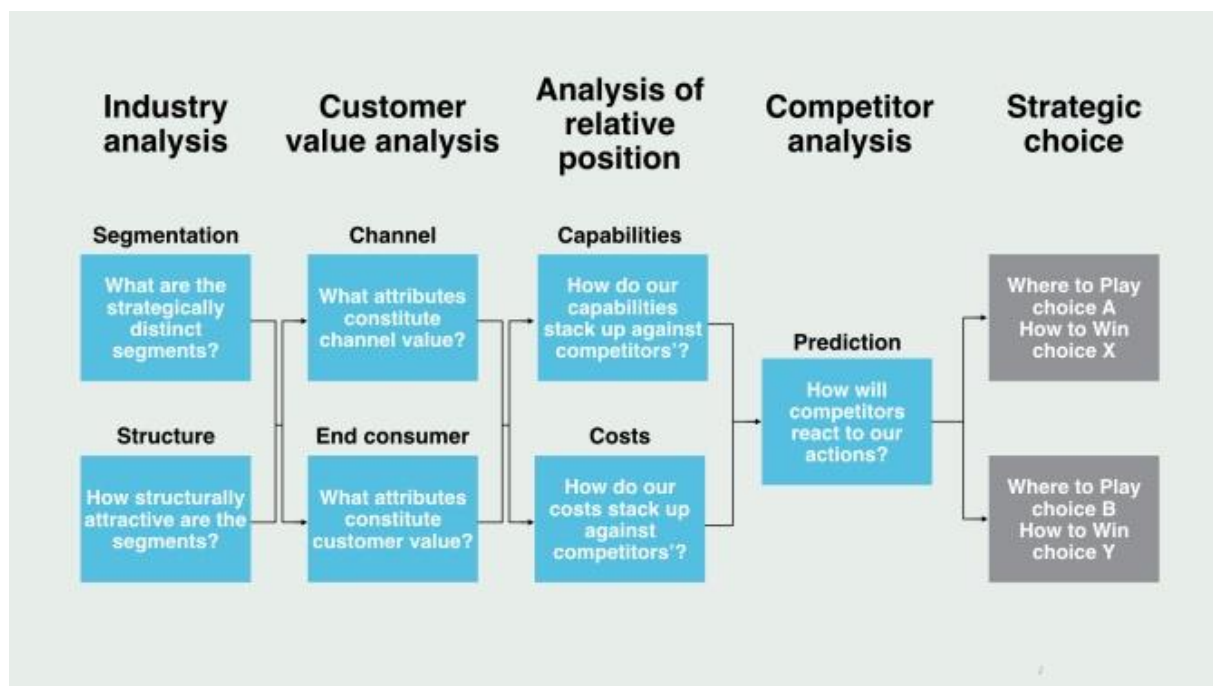 Industry
analysis
Customer
value analysis
Analysis of
relative
position
Competitor
analysis
Strategic
choice
Segmentation
What are the
strategically
distinct
segments?
Structure
How structurally
attractive are the
segments?
Channel
What attributes
constitute
channel value?
End consumer
What attributes
constitute
customer value?
Capabilities
How do our
capabilities
stack up against
competitors'?
Costs
How do our
costs stack up
against
competitors'?
Prediction
How will
competitors
react to our
actions?
Where to Play
choice A
How to Win
choice X
Where to Play
choice B
How to Win
choice Y